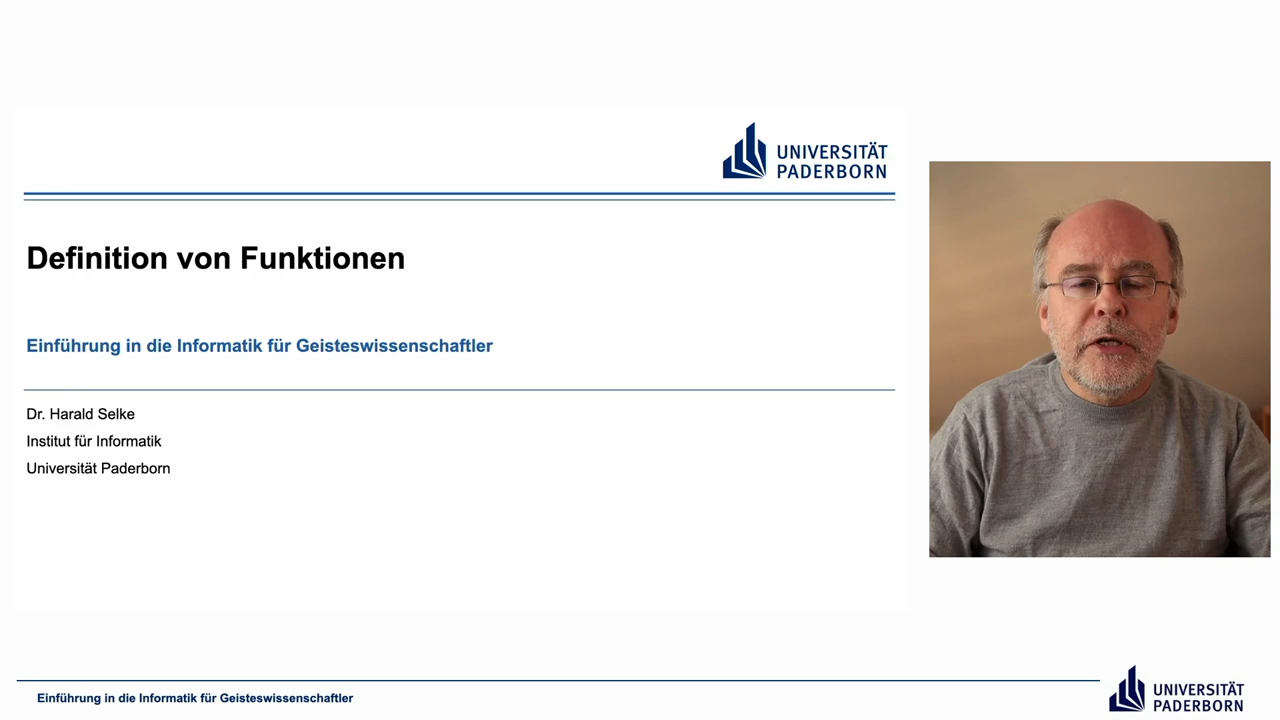 UNIVERSITÄT
PADERBORN
Definition von Funktionen
Einführung in die Informatik für Geisteswissenschaftler
Dr. Harald Selke
Institut für Informatik
Universität Paderborn
Einführung in die Informatik für Geisteswissenschaftler
UNIVERSITÄT
PADERBORN